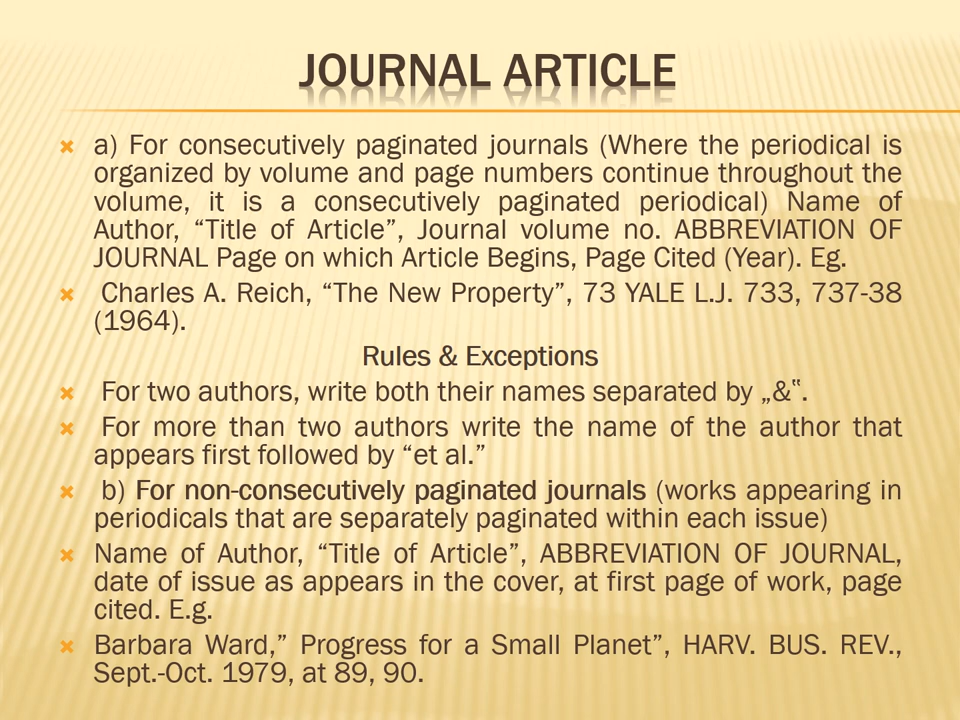 JOURNAL ARTICLE
a) For consecutively paginated journals (Where the periodical is
organized by volume and page numbers continue throughout the
volume, it is a consecutively paginated periodical) Name of
Author, “Title of Article”, Journal volume no. ABBREVIATION OF
JOURNAL Page on which Article Begins, Page Cited (Year). Eg.
Charles A. Reich, “The New Property”, 73 YALE L.J. 733, 737-38
(1964).
Rules & Exceptions
For two authors, write both their names separated by „&‟.
For more than two authors write the name of the author that
appears first followed by “et al.”
b) For non-consecutively paginated journals (works appearing in
periodicals that are separately paginated within each issue)
Name of Author, “Title of Article”, ABBREVIATION OF JOURNAL,
date of issue as appears in the cover, at first page of work, page
cited. E.g.
Barbara Ward,” Progress for a Small Planet”, HARV. BUS. REV.,
Sept.-Oct. 1979, at 89, 90.